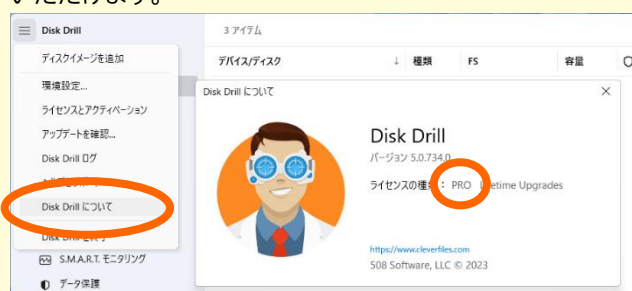 いただけます。
Disk Drill
3 アイテム
ディスクイメージを追加
デバイス/ディスク ↓ 種類 FS 容量
環境設定...
Disk Drill について
ライセンスとアクティベーション
アップデートを確認...
Disk Drill
Disk Drill ログ
バージョン 5.0.734.0
ライセンスの種類: PRO Lifetime Upgrades
Disk Drill について
Disk Drill を終了
https://www.cleverfiles.com
S.M.A.R.T. モニタリング
508 Software, LLC © 2023
データ保護